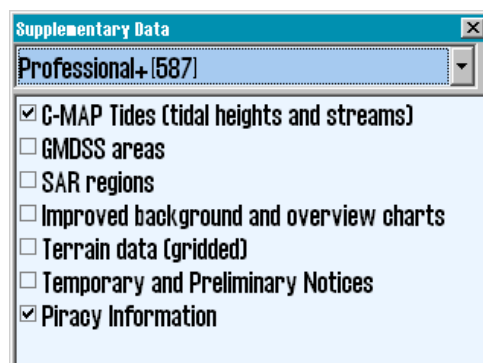 Supplementary Data
Professional+ [587]
C-MAP Tides (tidal heights and streams)
GMDSS areas
SAR regions
Improved background and overview charts
Terrain data (gridded)
Temporary and Preliminary Notices
Piracy Information